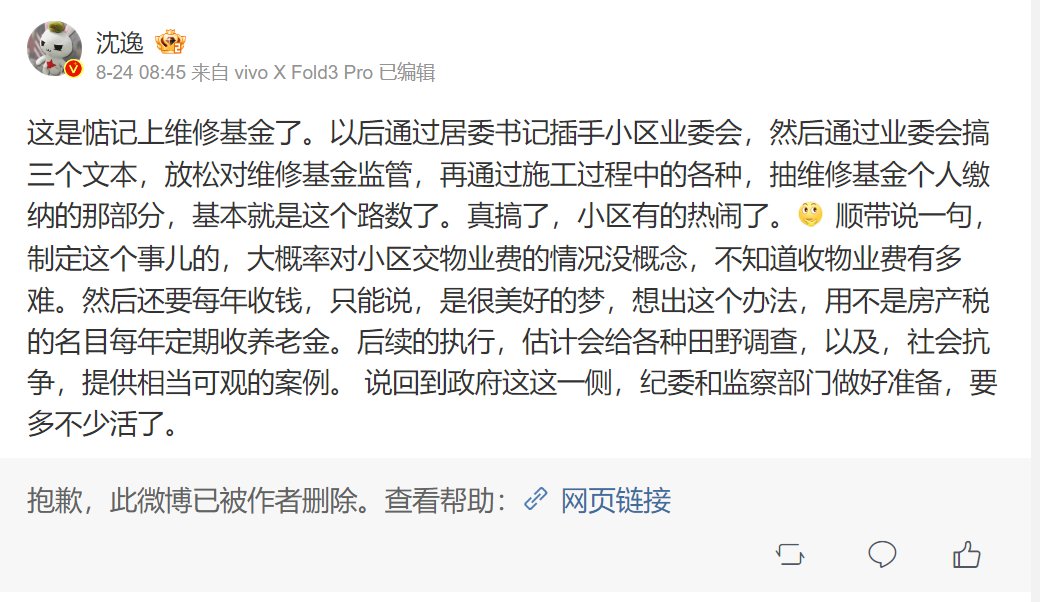 沈逸
8-24 08:45 来自 vivo X Fold3 Pro 已编辑
这是惦记上维修基金了。以后通过居委书记插手小区业委会，然后通过业委会搞
三个文本，放松对维修基金监管，再通过施工过程中的各种，抽维修基金个人缴
纳的那部分，基本就是这个路数了。真搞了，小区有的热闹了。 顺带说一句，
制定这个事儿的，大概率对小区交物业费的情况没概念，不知道收物业费有多
难。然后还要每年收钱，只能说，是很美好的梦，想出这个办法，用不是房产税
的名目每年定期收养老金。后续的执行，估计会给各种田野调查，以及，社会抗
争，提供相当可观的案例。 说回到政府这这一侧，纪委和监察部门做好准备，要
多不少活了。
抱歉，此微博已被作者删除。查看帮助： 网页链接